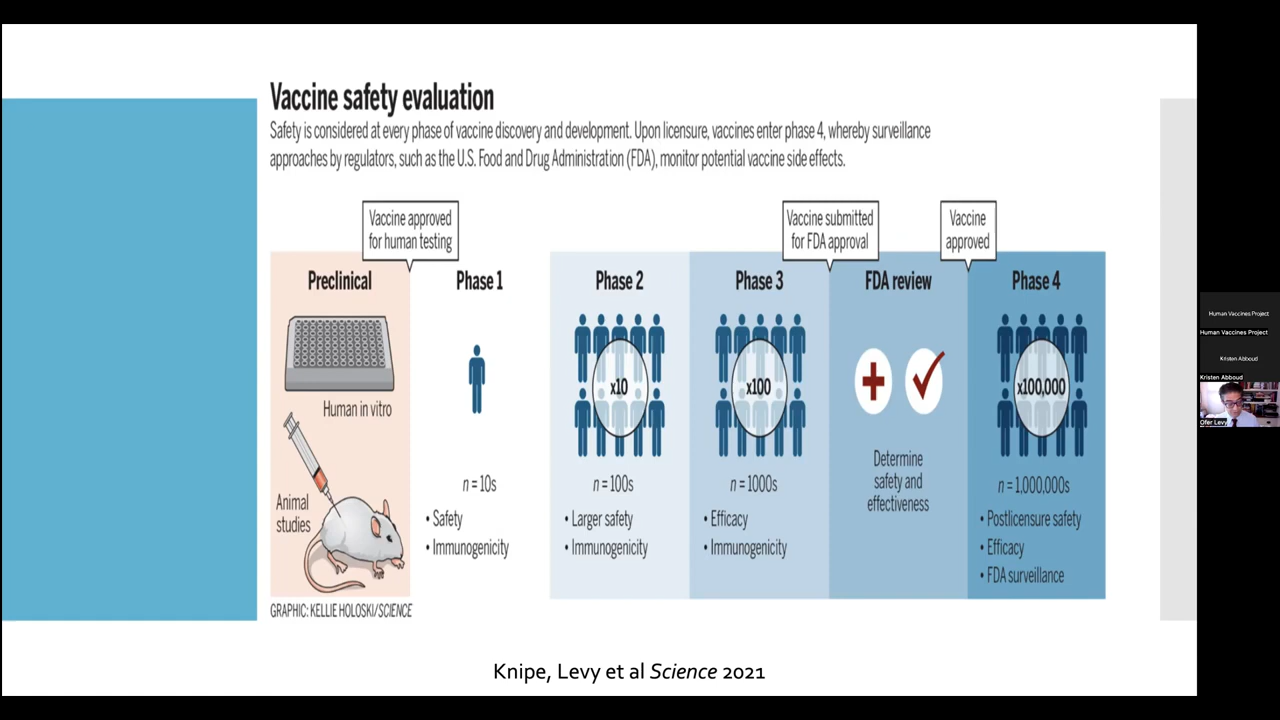 Vaccine safety evaluation
Safety is considered at every phase of vaccine discovery and development. Upon licensure, vaccines enter phase 4, whereby surveillance
approaches by regulators, such as the U.S. Food and Drug Administration (FDA), monitor potential vaccine side effects.
Vaccine approved
for human testing
Vaccine submitted
for FDA approval
Vaccine
approved
Preclinical
Human in vitro
Animal
studies
Phase 1
n = 10s
• Safety
• Immunogenicity
Phase 2
x10
n = 100s
• Larger safety
• Immunogenicity
Phase 3
x100
n = 1000s
• Efficacy
• Immunogenicity
FDA review
Determine
safety and
effectiveness
Phase 4
x100,000
n = 1,000,000s
• Postlicensure safety
• Efficacy
• FDA surveillance
GRAPHIC: KELLIE HOLOSKI/SCIENCE
Knipe, Levy et al Science 2021
Human Vaccines Project
Human Vaccines Project
Kristen Abboud
Kristen Abboud
Ofer Levy